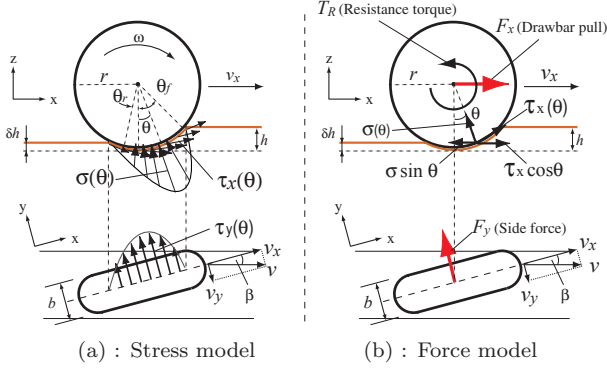 T_R (Resistance torque)
ω
F_x (Drawbar pull)
z
x
r
θ_r
θ_f
θ
v_x
δh
h
σ(θ)
τ_x(θ)
z
x
r
θ
v_x
σ(θ)
τ_x(θ)
δh
h
σ sin θ
τ_x cosθ
y
x
τ_y(θ)
v_x
v
v_y
β
b
y
x
F_y (Side force)
v_x
v
v_y
β
b
(a) : Stress model
(b) : Force model